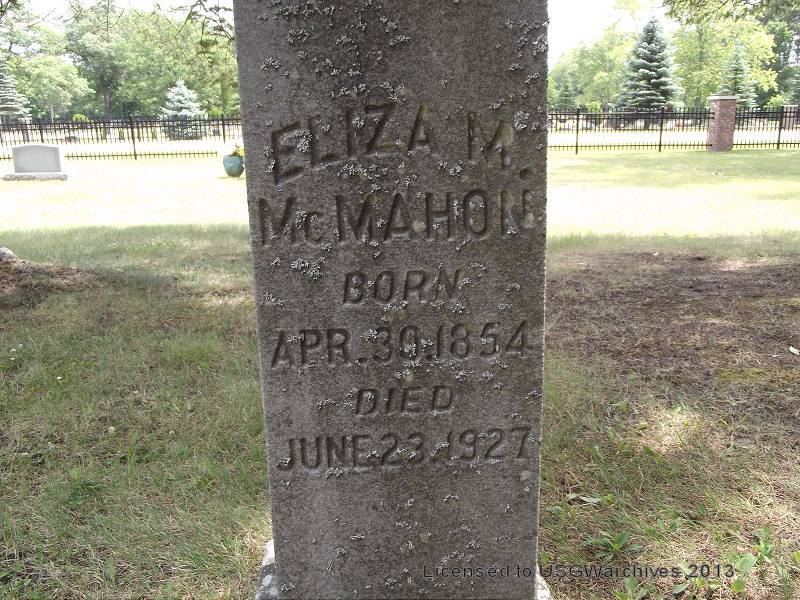 ELIZA M.
McMAHON
BORN
APR. 30, 1854
DIED
JUNE 23, 1927
Licensed to USGWarchives 2013